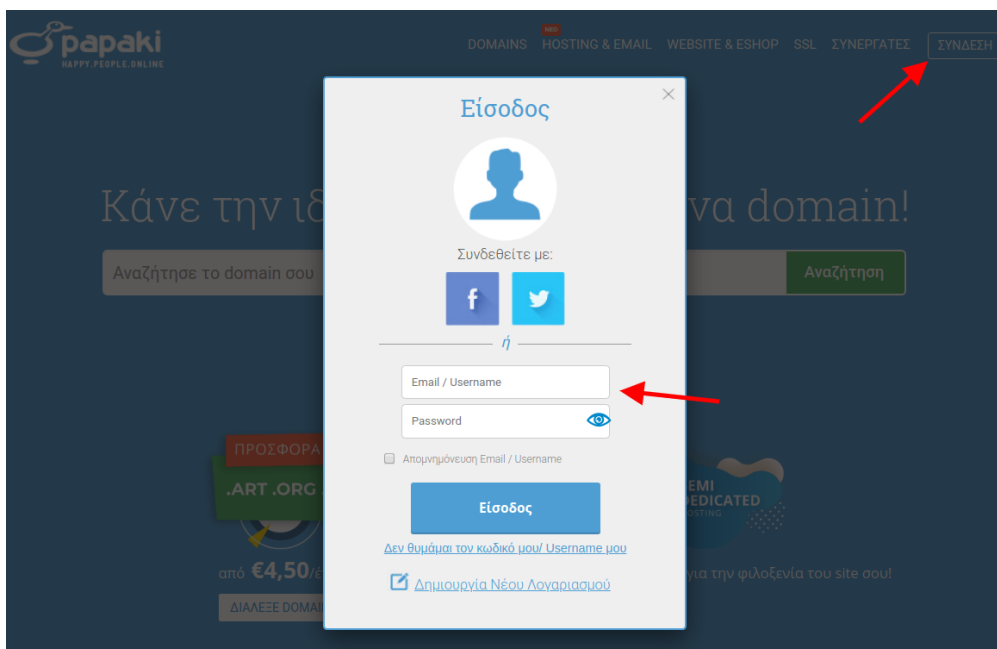 papaki
HAPPY.PEOPLE.ONLINE
NEO
DOMAINS HOSTING & EMAIL WEBSITE & ESHOP SSL ΣΥΝΕΡΓΑΤΕΣ ΣΥΝΔΕΣΗ
Είσοδος
Κάνε την ιδ
να domain!
Συνδεθείτε με:
Αναζήτησε το domain σου
Αναζήτηση
f
ή
Email / Username
Password
Απομνημόνευση Email / Username
ΠΡΟΣΦΟΡΑ
.ART .ORG
EMI
DEDICATED
HOSTING
Είσοδος
Δεν θυμάμαι τον κωδικό μου/ Username μου
από €4,50/έ
για την φιλοξενία του site σου!
Δημιουργία Νέου Λογαριασμού
ΔΙΑΛΕΞΕ DOMAI